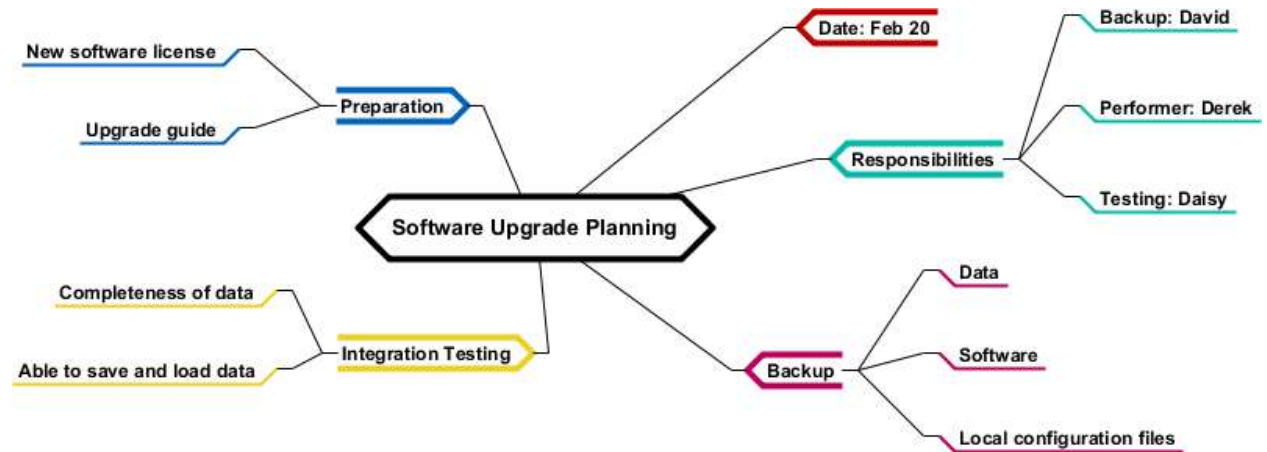 Software Upgrade Planning
Date: Feb 20
Responsibilities
Backup: David
Performer: Derek
Testing: Daisy
Backup
Data
Software
Local configuration files
Preparation
New software license
Upgrade guide
Integration Testing
Completeness of data
Able to save and load data